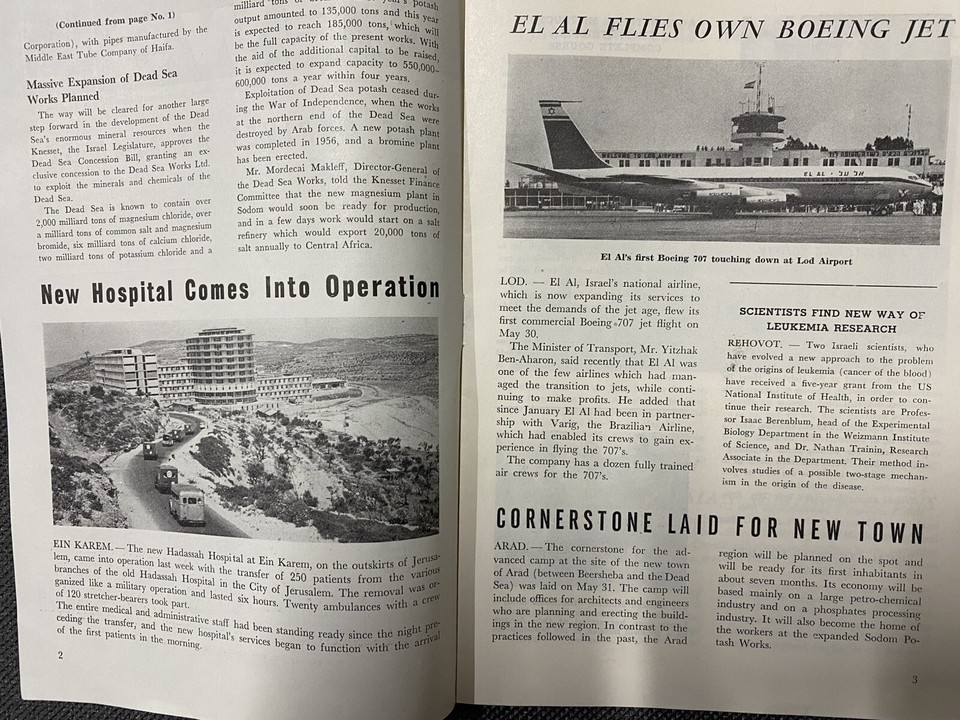 (Continued from page No. 1)
Corporation), with pipes manufactured by the
Middle East Tube Company of Haifa.
Massive Expansion of Dead Sea
Works Planned
The way will be cleared for another large
step forward in the development of the Dead
Sea's enormous mineral resources when the
Knesset, the Israel Legislature, approves the
Dead Sea Concession Bill, granting an ex-
clusive concession to the Dead Sea Works Ltd.
to exploit the minerals and chemicals of the
Dead Sea.
The Dead Sea is known to contain over
2,000 milliard tons of magnesium chloride, over
a milliard tons of common salt and magnesium
bromide, six milliard tons of calcium chloride,
two milliard tons of potassium chloride and a
milliard tons of
year's potash
output amounted to 135,000 tons and this year
is expected to reach 185,000 tons, which will
be the full capacity of the present works. With
the aid of the additional capital to be raised,
it is expected to expand capacity to 550,000-
600,000 tons a year within four years.
Exploitation of Dead Sea potash ceased dur-
ing the War of Independence, when the works
at the northern end of the Dead Sea were
destroyed by Arab forces. A new potash plant
was completed in 1956, and a bromine plant
has been erected.
Mr. Mordecai Makleff, Director-General of
the Dead Sea Works, told the Knesset Finance
Committee that the new magnesium plant in
Sodom would soon be ready for production,
and in a few days work would start on a salt
refinery which would export 20,000 tons of
salt annually to Central Africa.
New Hospital Comes Into Operation
EIN KAREM. — The new Hadassah Hospital at Ein Karem, on the outskirts of Jerusa-
lem, came into operation last week with the transfer of 250 patients from the various
branches of the old Hadassah Hospital in the City of Jerusalem. The removal was or-
ganized like a military operation and lasted six hours. Twenty ambulances with a crew
of 120 stretcher-bearers took part.
The entire medical and administrative staff had been standing ready since the night pre-
ceding the transfer, and the new hospital's services began to function with the arrival
of the first patients in the morning.
2
EL AL FLIES OWN BOEING JET
WELCOME TO LOD AIRPORT
EL AL • אל על
El Al's first Boeing 707 touching down at Lod Airport
LOD. — El Al, Israel's national airline,
which is now expanding its services to
meet the demands of the jet age, flew its
first commercial Boeing 707 jet flight on
May 30.
The Minister of Transport, Mr. Yitzhak
Ben-Aharon, said recently that El Al was
one of the few airlines which had man-
aged the transition to jets, while conti-
nuing to make profits. He added that
since January El Al had been in partner-
ship with Varig, the Brazilian Airline,
which had enabled its crews to gain ex-
perience in flying the 707's.
The company has a dozen fully trained
air crews for the 707's.
SCIENTISTS FIND NEW WAY OF
LEUKEMIA RESEARCH
REHOVOT. — Two Israeli scientists, who
have evolved a new approach to the problem
of the origins of leukemia (cancer of the blood)
have received a five-year grant from the US
National Institute of Health, in order to con-
tinue their research. The scientists are Profes-
sor Isaac Berenblum, head of the Experimental
Biology Department in the Weizmann Institute
of Science, and Dr. Nathan Trainin, Research
Associate in the Department. Their method in-
volves studies of a possible two-stage mechan-
ism in the origin of the disease.
CORNERSTONE LAID FOR NEW TOWN
ARAD. — The cornerstone for the ad-
vanced camp at the site of the new town
of Arad (between Beersheba and the Dead
Sea) was laid on May 31. The camp will
include offices for architects and engineers
who are planning and erecting the build-
ings in the new region. In contrast to the
practices followed in the past, the Arad
region will be planned on the spot and
will be ready for its first inhabitants in
about seven months. Its economy will be
based mainly on a large petro-chemical
industry and on a phosphates processing
industry. It will also become the home of
the workers at the expanded Sodom Po-
tash Works.
3